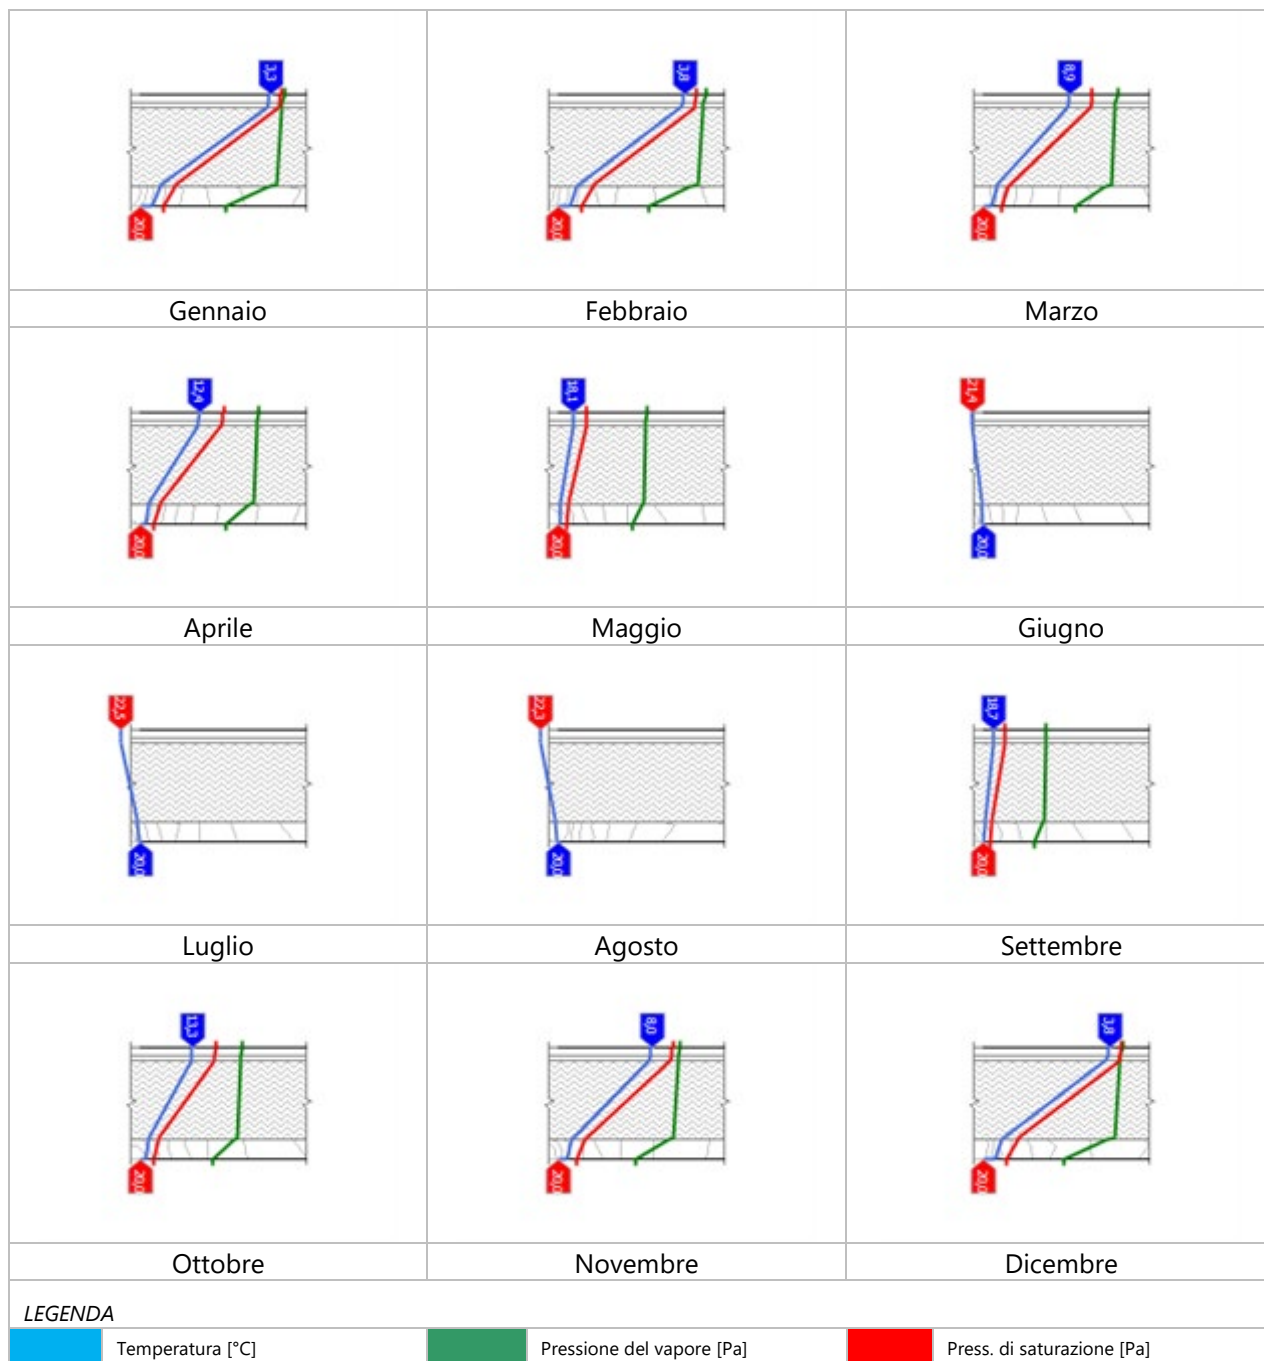 3,3
3,8
8,9
20,0
20,0
20,0
Gennaio
Febbraio
Marzo
12,4
18,1
21,4
20,0
20,0
20,0
Aprile
Maggio
Giugno
22,5
22,3
18,7
20,0
20,0
20,0
Luglio
Agosto
Settembre
13,3
8,0
3,8
20,0
20,0
20,0
Ottobre
Novembre
Dicembre
LEGENDA
Temperatura [°C]
Pressione del vapore [Pa]
Press. di saturazione [Pa]